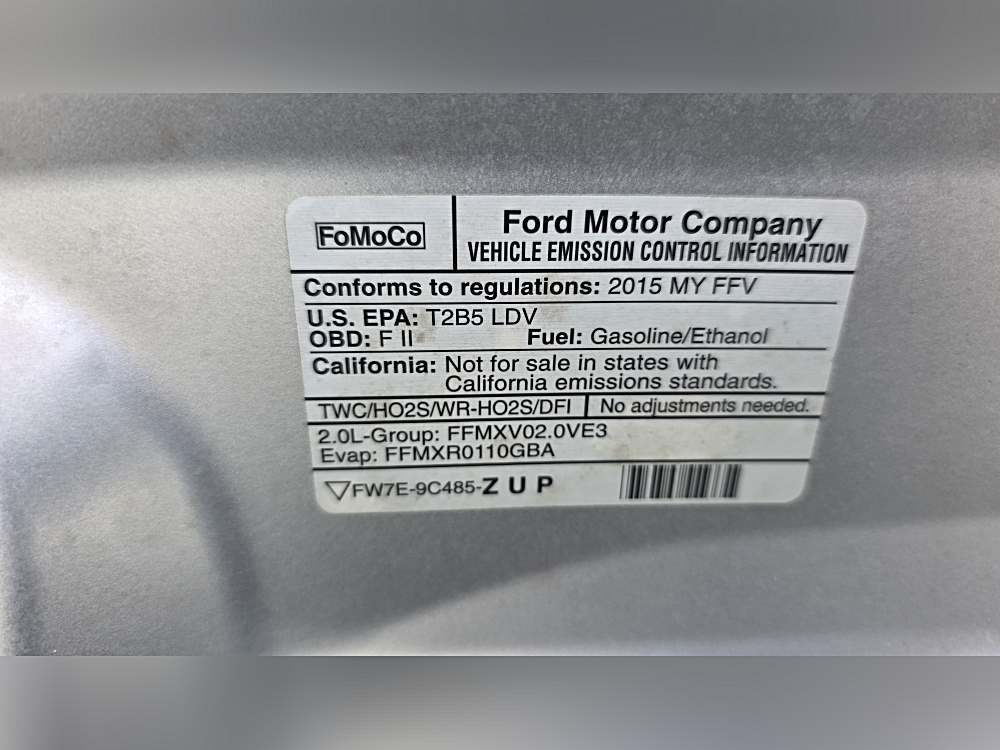 FoMoCo
Ford Motor Company
VEHICLE EMISSION CONTROL INFORMATION
Conforms to regulations: 2015 MY FFV
U.S. EPA: T2B5 LDV
OBD: F II Fuel: Gasoline/Ethanol
California: Not for sale in states with
California emissions standards.
TWC/HO2S/WR-HO2S/DFI No adjustments needed.
2.0L-Group: FFMXV02.0VE3
Evap: FFMXR0110GBA
FW7E-9C485-ZUP